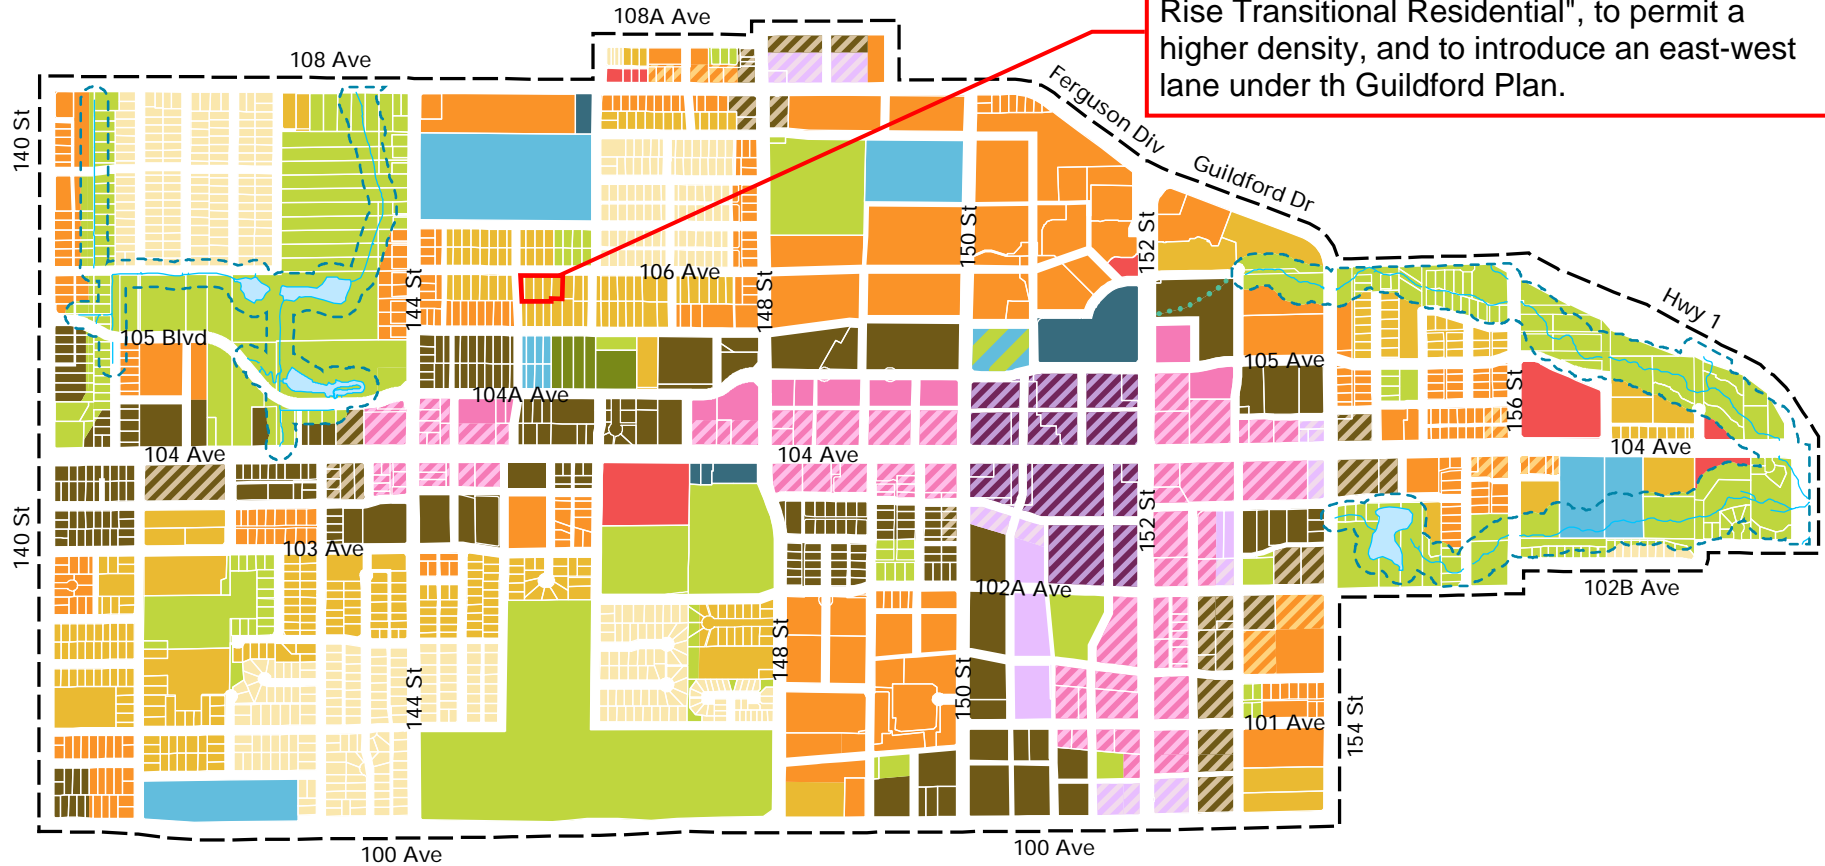 Rise Transitional Residential", to permit a
higher density, and to introduce an east-west
lane under th Guildford Plan.
108A Ave
108 Ave
Ferguson Div
Guildford Dr
140 St
150 St
152 St
106 Ave
144 St
148 St
Hwy 1
105 Blvd
105 Ave
104A Ave
156 St
104 Ave
104 Ave
104 Ave
140 St
152 St
103 Ave
102A Ave
102B Ave
148 St
150 St
144 St
101 Ave
154 St
100 Ave
100 Ave